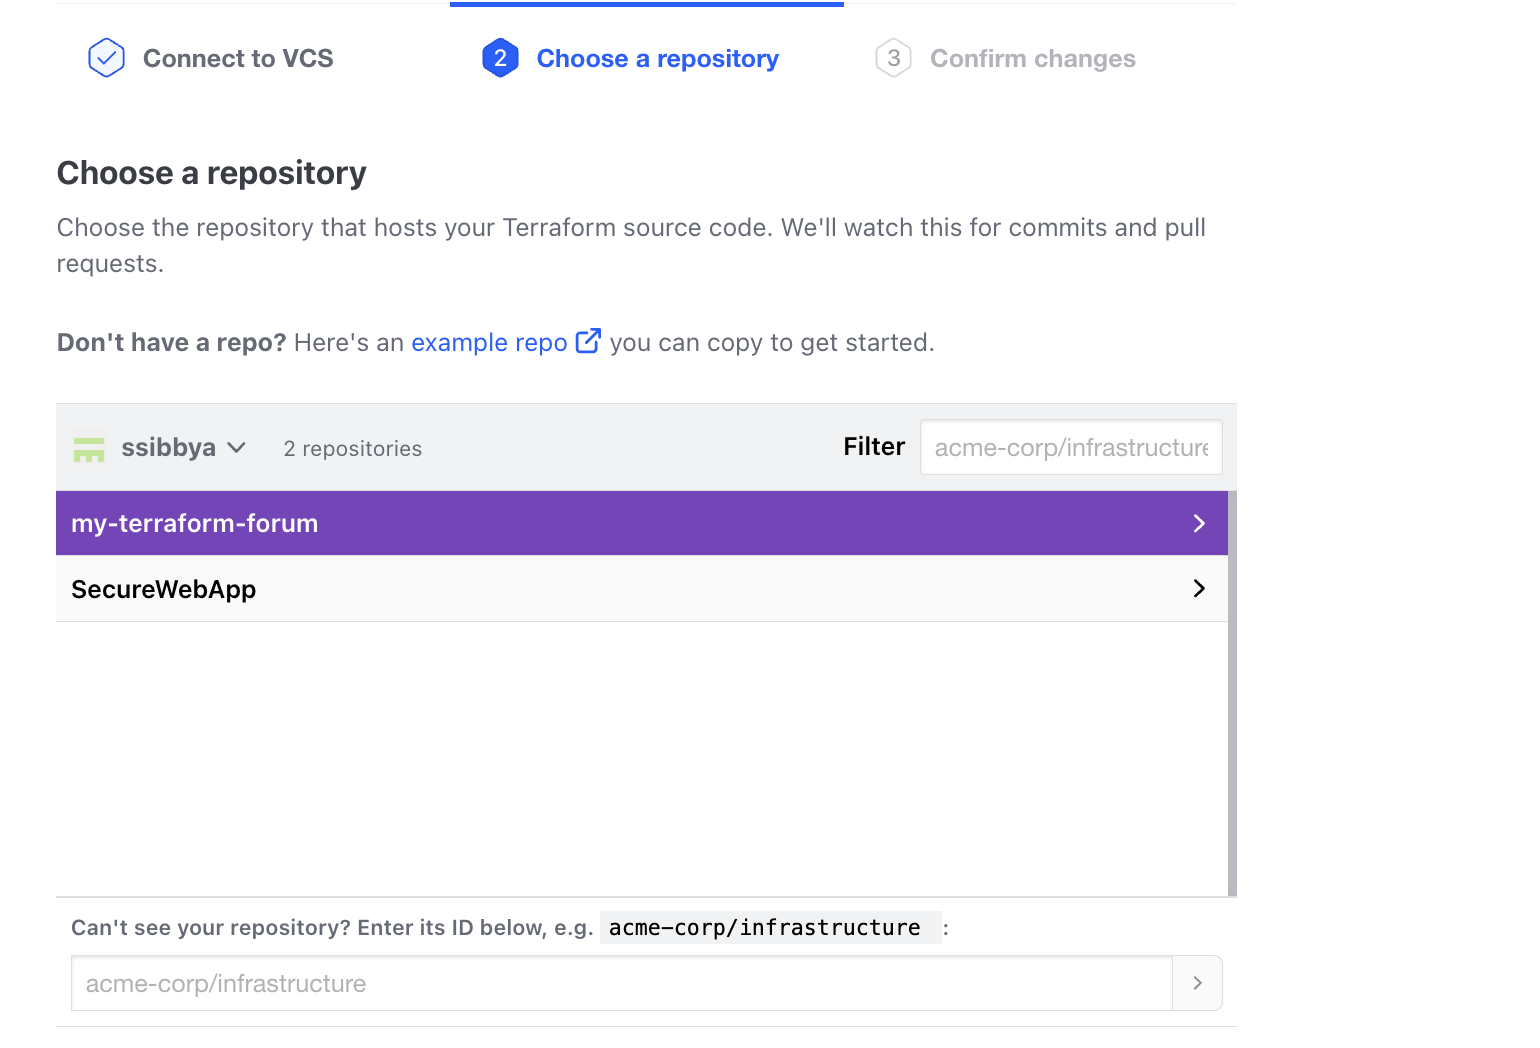 Connect to VCS
2 Choose a repository
3 Confirm changes
Choose a repository
Choose the repository that hosts your Terraform source code. We'll watch this for commits and pull
requests.
Don't have a repo? Here's an example repo you can copy to get started.
ssibbya 2 repositories Filter acme-corp/infrastructure
my-terraform-forum
SecureWebApp
Can't see your repository? Enter its ID below, e.g. acme-corp/infrastructure :
acme-corp/infrastructure